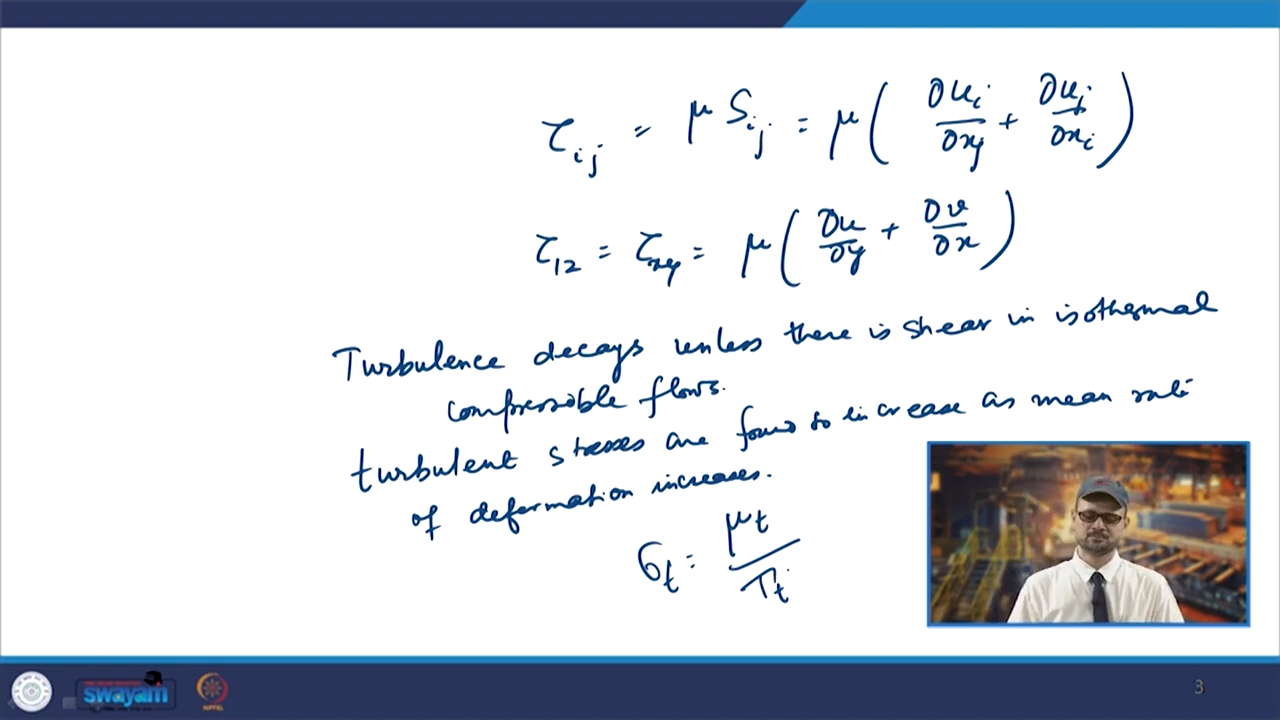 τij = μ Sij = μ ( ∂ui/∂xj + ∂uj/∂xi )
τ12 = τxy = μ ( ∂u/∂y + ∂v/∂x )
Turbulence decays unless there is shear in isothermal
compressible flows.
turbulent stresses are found to increase as mean rate
of deformation increases.
σt = μt / Γt
3
swayam
NPTEL